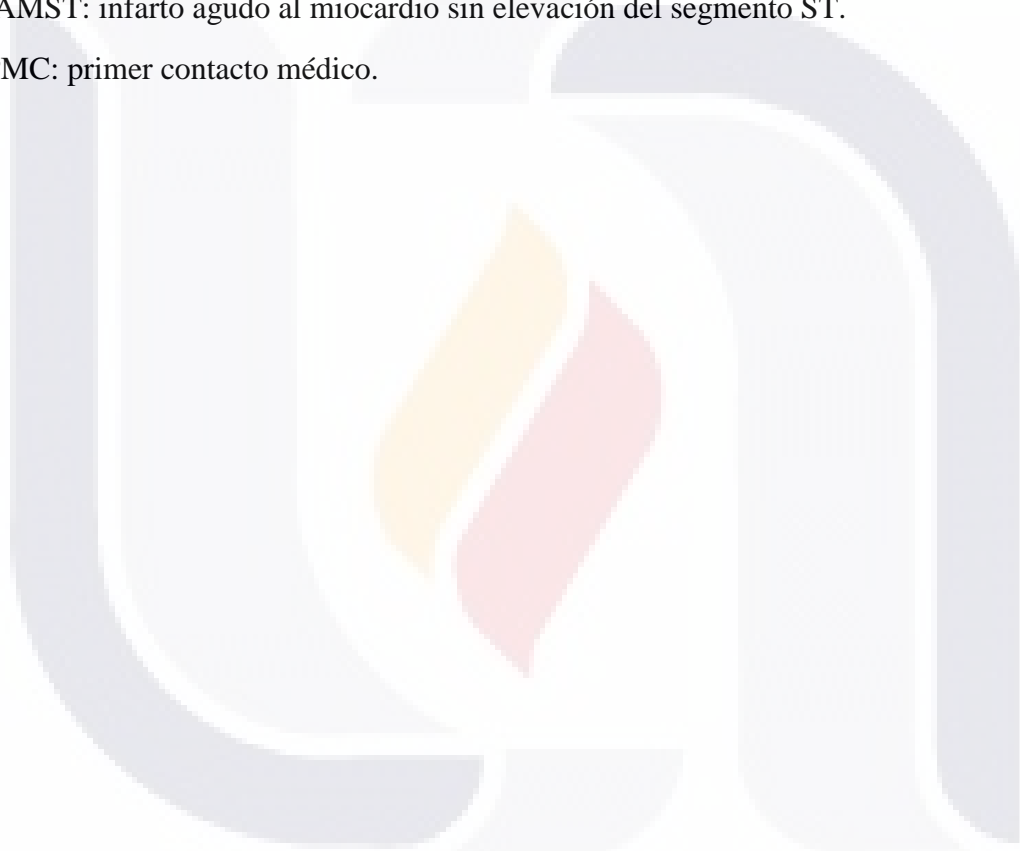 AMST: infarto agudo al miocardio sin elevación del segmento ST.
MC: primer contacto médico.